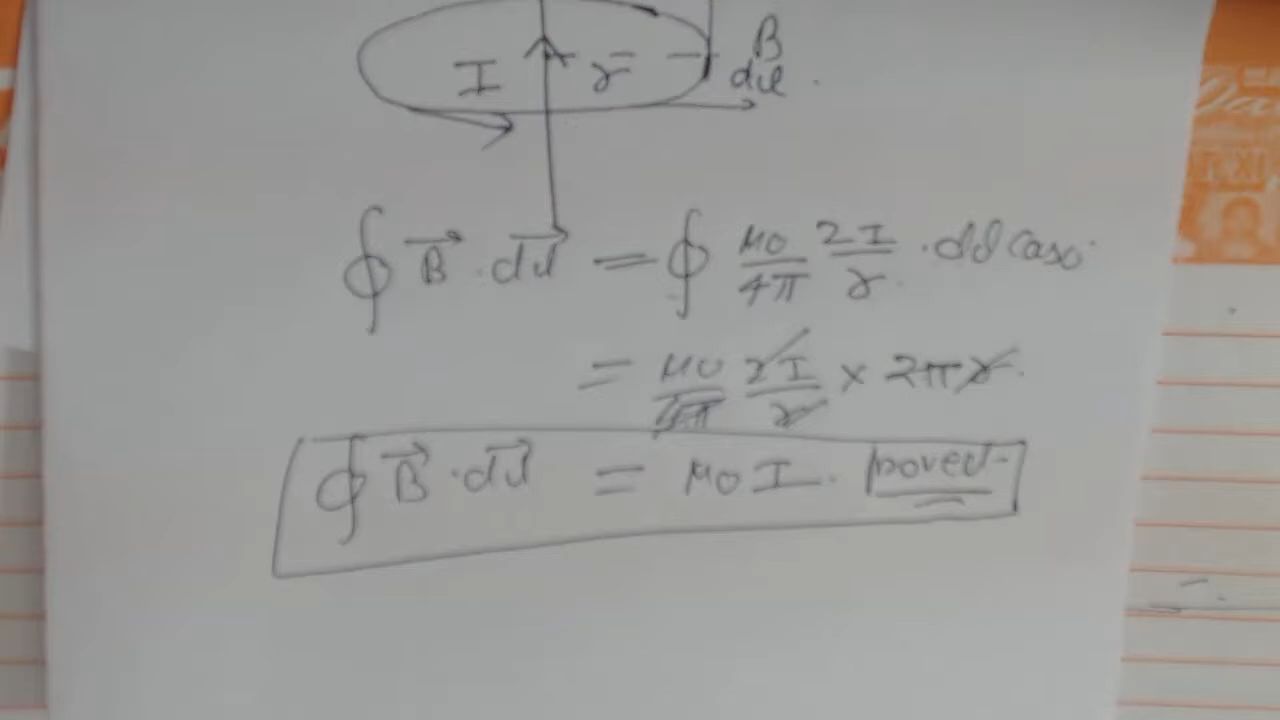 I r B
dl
∮ B⃗ · dl⃗ = ∮ μ0/4π 2I/r · dl cos0
= μ0/4π 2I/r × 2πr
∮ B⃗ · dl⃗ = μ0 I. proved